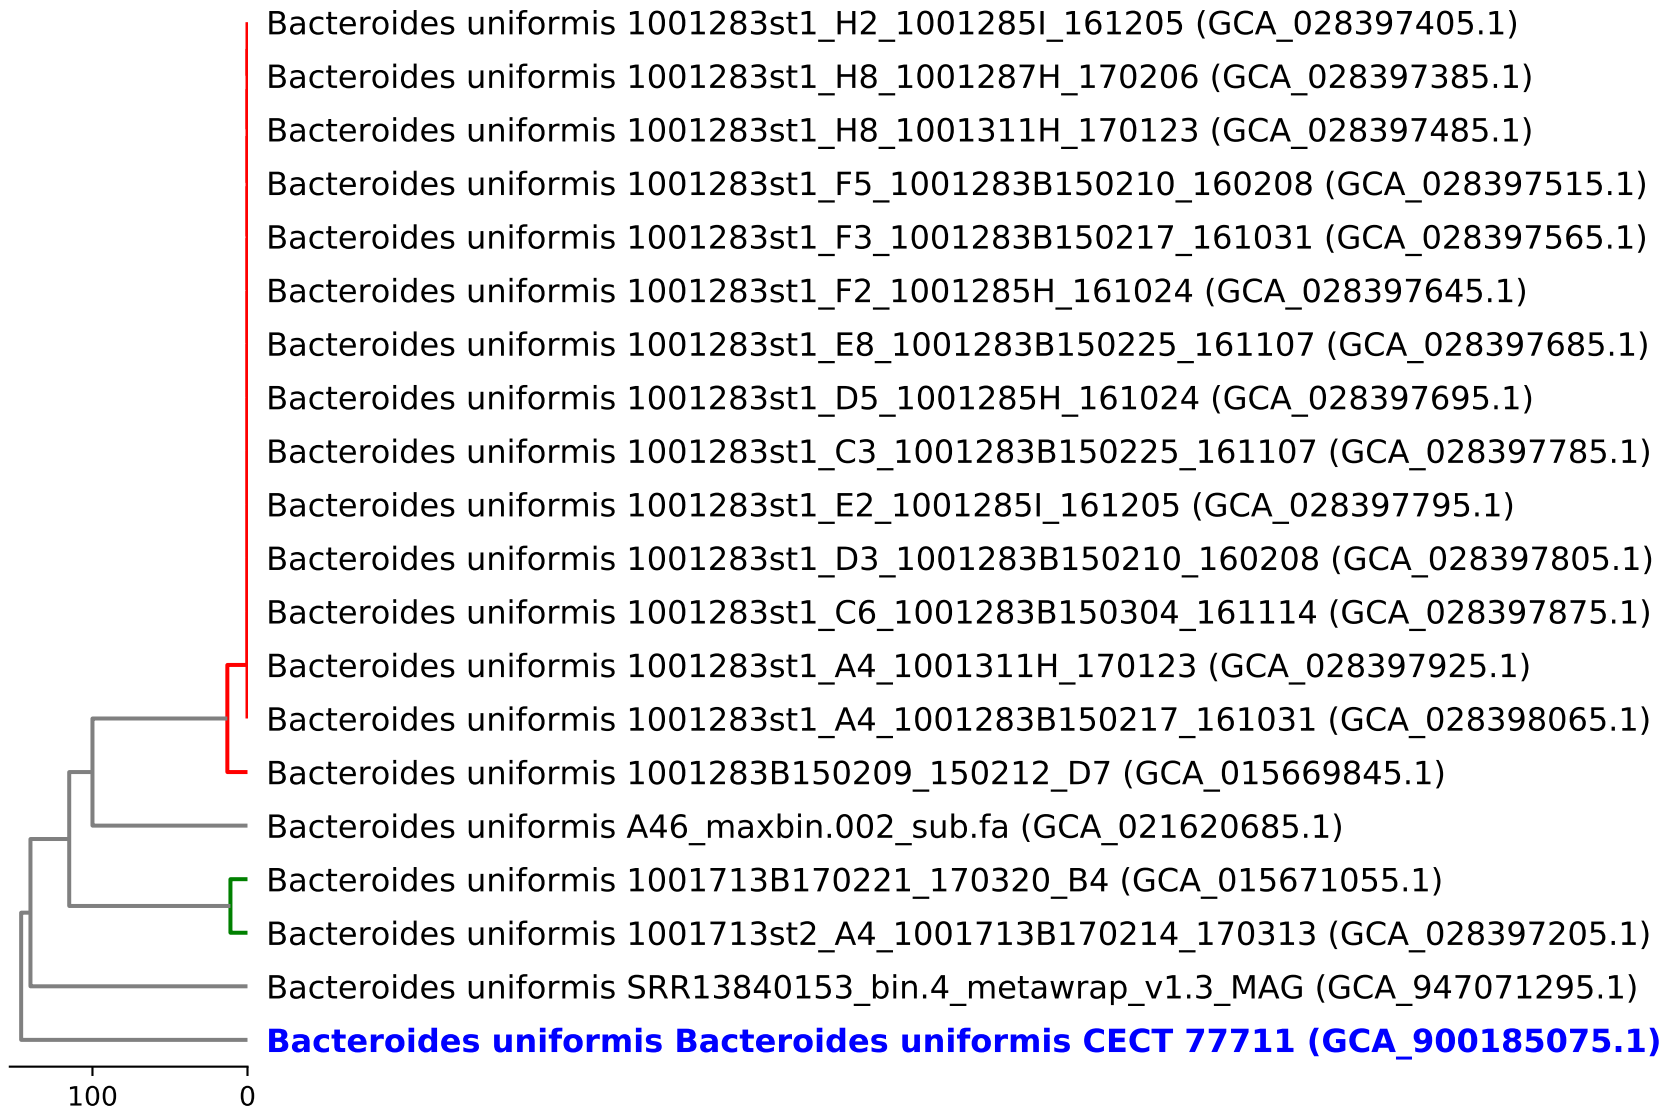 Bacteroides uniformis 1001283st1_H2_1001285I_161205 (GCA_028397405.1)
Bacteroides uniformis 1001283st1_H8_1001287H_170206 (GCA_028397385.1)
Bacteroides uniformis 1001283st1_H8_1001311H_170123 (GCA_028397485.1)
Bacteroides uniformis 1001283st1_F5_1001283B150210_160208 (GCA_028397515.1)
Bacteroides uniformis 1001283st1_F3_1001283B150217_161031 (GCA_028397565.1)
Bacteroides uniformis 1001283st1_F2_1001285H_161024 (GCA_028397645.1)
Bacteroides uniformis 1001283st1_E8_1001283B150225_161107 (GCA_028397685.1)
Bacteroides uniformis 1001283st1_D5_1001285H_161024 (GCA_028397695.1)
Bacteroides uniformis 1001283st1_C3_1001283B150225_161107 (GCA_028397785.1)
Bacteroides uniformis 1001283st1_E2_1001285I_161205 (GCA_028397795.1)
Bacteroides uniformis 1001283st1_D3_1001283B150210_160208 (GCA_028397805.1)
Bacteroides uniformis 1001283st1_C6_1001283B150304_161114 (GCA_028397875.1)
Bacteroides uniformis 1001283st1_A4_1001311H_170123 (GCA_028397925.1)
Bacteroides uniformis 1001283st1_A4_1001283B150217_161031 (GCA_028398065.1)
Bacteroides uniformis 1001283B150209_150212_D7 (GCA_015669845.1)
Bacteroides uniformis A46_maxbin.002_sub.fa (GCA_021620685.1)
Bacteroides uniformis 1001713B170221_170320_B4 (GCA_015671055.1)
Bacteroides uniformis 1001713st2_A4_1001713B170214_170313 (GCA_028397205.1)
Bacteroides uniformis SRR13840153_bin.4_metawrap_v1.3_MAG (GCA_947071295.1)
Bacteroides uniformis Bacteroides uniformis CECT 77711 (GCA_900185075.1)
100 0